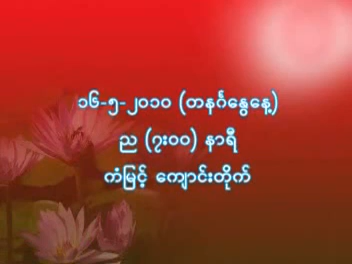 ၁၆-၅-၂၀၁၀ (တနင်္ဂနွေနေ့)
ည (၇း၀၀) နာရီ
ကံမြင့် ကျောင်းတိုက်